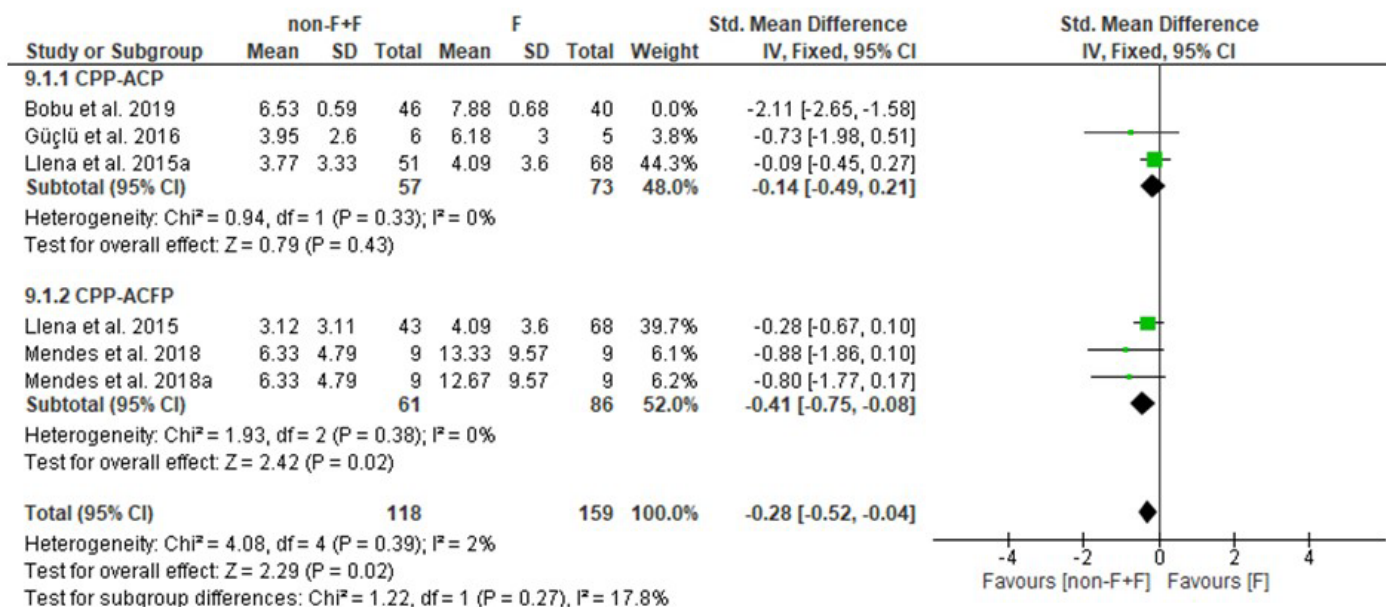 non-F+F F Std. Mean Difference Std. Mean Difference
Study or Subgroup Mean SD Total Mean SD Total Weight IV, Fixed, 95% CI IV, Fixed, 95% CI
9.1.1 CPP-ACP
Bobu et al. 2019 6.53 0.59 46 7.88 0.68 40 0.0% -2.11 [-2.65, -1.58]
Güçlü et al. 2016 3.95 2.6 6 6.18 3 5 3.8% -0.73 [-1.98, 0.51]
Llena et al. 2015a 3.77 3.33 51 4.09 3.6 68 44.3% -0.09 [-0.45, 0.27]
Subtotal (95% CI) 57 73 48.0% -0.14 [-0.49, 0.21]
Heterogeneity: Chi² = 0.94, df = 1 (P = 0.33); I² = 0%
Test for overall effect: Z = 0.79 (P = 0.43)
9.1.2 CPP-ACFP
Llena et al. 2015 3.12 3.11 43 4.09 3.6 68 39.7% -0.28 [-0.67, 0.10]
Mendes et al. 2018 6.33 4.79 9 13.33 9.57 9 6.1% -0.88 [-1.86, 0.10]
Mendes et al. 2018a 6.33 4.79 9 12.67 9.57 9 6.2% -0.80 [-1.77, 0.17]
Subtotal (95% CI) 61 86 52.0% -0.41 [-0.75, -0.08]
Heterogeneity: Chi² = 1.93, df = 2 (P = 0.38); I² = 0%
Test for overall effect: Z = 2.42 (P = 0.02)
Total (95% CI) 118 159 100.0% -0.28 [-0.52, -0.04]
Heterogeneity: Chi² = 4.08, df = 4 (P = 0.39); I² = 2%
Test for overall effect: Z = 2.29 (P = 0.02)
Test for subgroup differences: Chi² = 1.22, df = 1 (P = 0.27), I² = 17.8%
-4 -2 0 2 4
Favours [non-F+F] Favours [F]